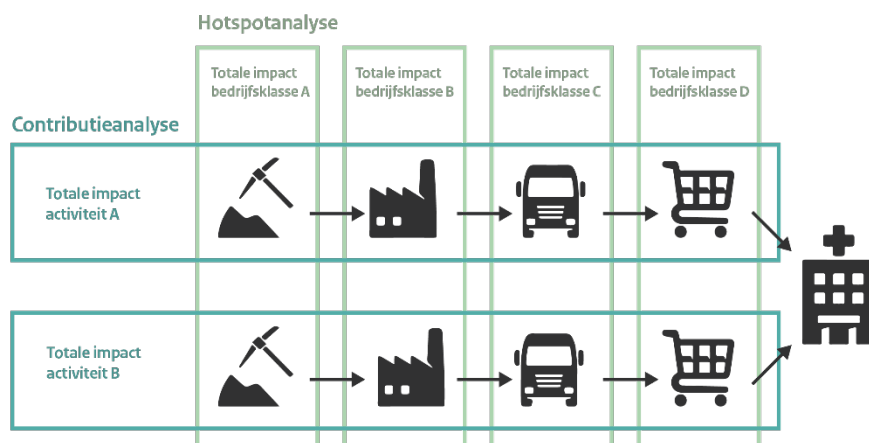 Hotspotanalyse
Totale impact
bedrijfsklasse A
Totale impact
bedrijfsklasse B
Totale impact
bedrijfsklasse C
Totale impact
bedrijfsklasse D
Contributieanalyse
Totale impact
activiteit A
Totale impact
activiteit B